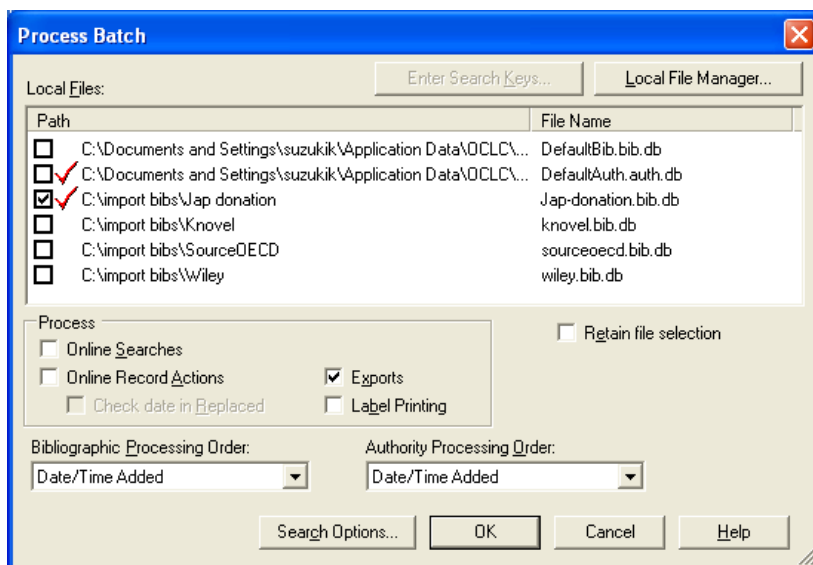 Process Batch
Enter Search Keys... Local File Manager...
Local Files:
Path File Name
C:\Documents and Settings\suzukik\Application Data\OCLC\... DefaultBib.bib.db
C:\Documents and Settings\suzukik\Application Data\OCLC\... DefaultAuth.auth.db
C:\import bibs\Jap donation Jap-donation.bib.db
C:\import bibs\Knovel knovel.bib.db
C:\import bibs\SourceOECD sourceoecd.bib.db
C:\import bibs\Wiley wiley.bib.db
Process
Retain file selection
Online Searches
Online Record Actions Exports
Check date in Replaced Label Printing
Bibliographic Processing Order: Authority Processing Order:
Date/Time Added Date/Time Added
Search Options... OK Cancel Help